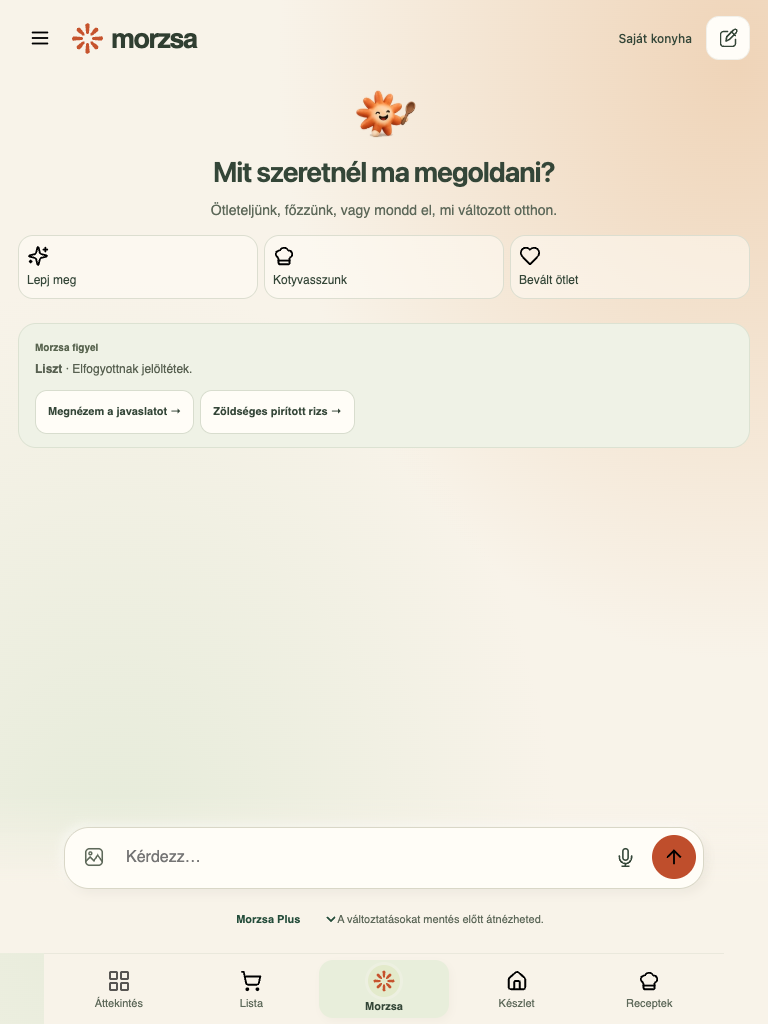 morzsa
Saját konyha
Mit szeretnél ma megoldani?
Ötleteljünk, főzzünk, vagy mondd el, mi változott otthon.
Lepj meg
Kotyvasszunk
Bevált ötlet
Morzsa figyel
Liszt · Elfogyottnak jelöltétek.
Megnézem a javaslatot →
Zöldséges pirított rizs →
Kérdezz…
Morzsa Plus
A változtatásokat mentés előtt átnézheted.
Áttekintés
Lista
Morzsa
Készlet
Receptek